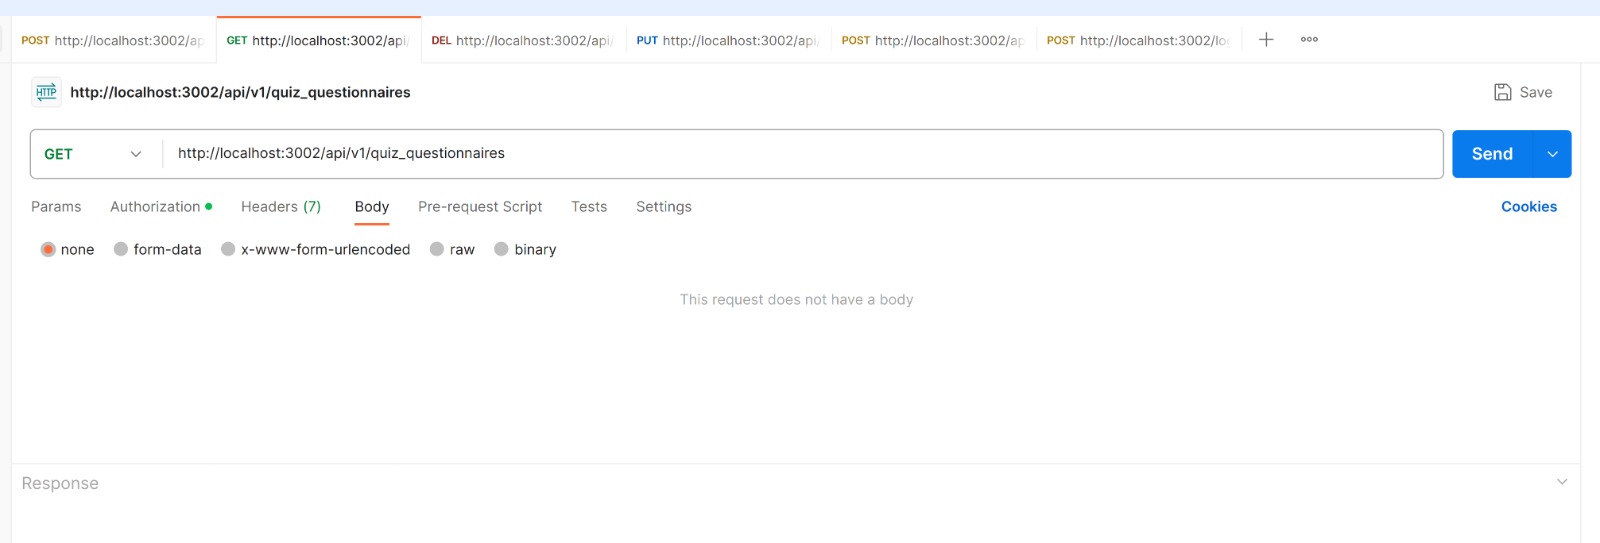 POST http://localhost:3002/ap GET http://localhost:3002/api/ DEL http://localhost:3002/api/ PUT http://localhost:3002/api/ POST http://localhost:3002/ap POST http://localhost:3002/lo
HTTP http://localhost:3002/api/v1/quiz_questionnaires Save
GET http://localhost:3002/api/v1/quiz_questionnaires Send
Params Authorization Headers (7) Body Pre-request Script Tests Settings Cookies
none form-data x-www-form-urlencoded raw binary
This request does not have a body
Response